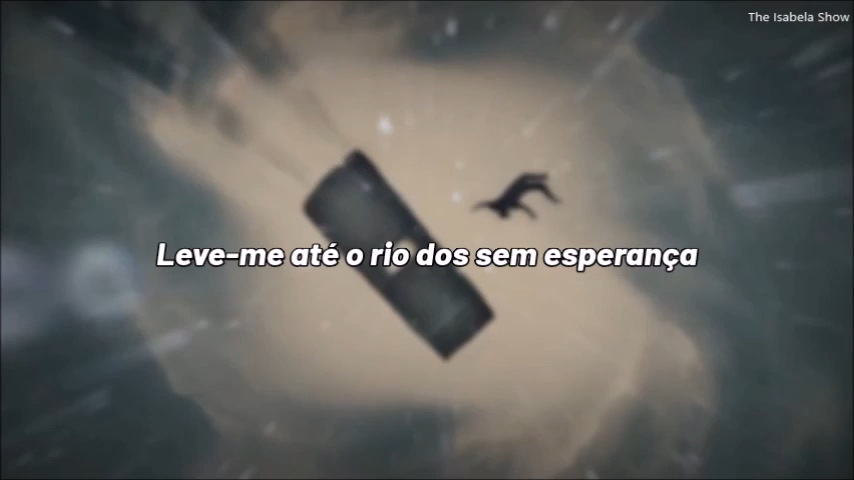 The Isabela Show
Leve-me até o rio dos sem esperança